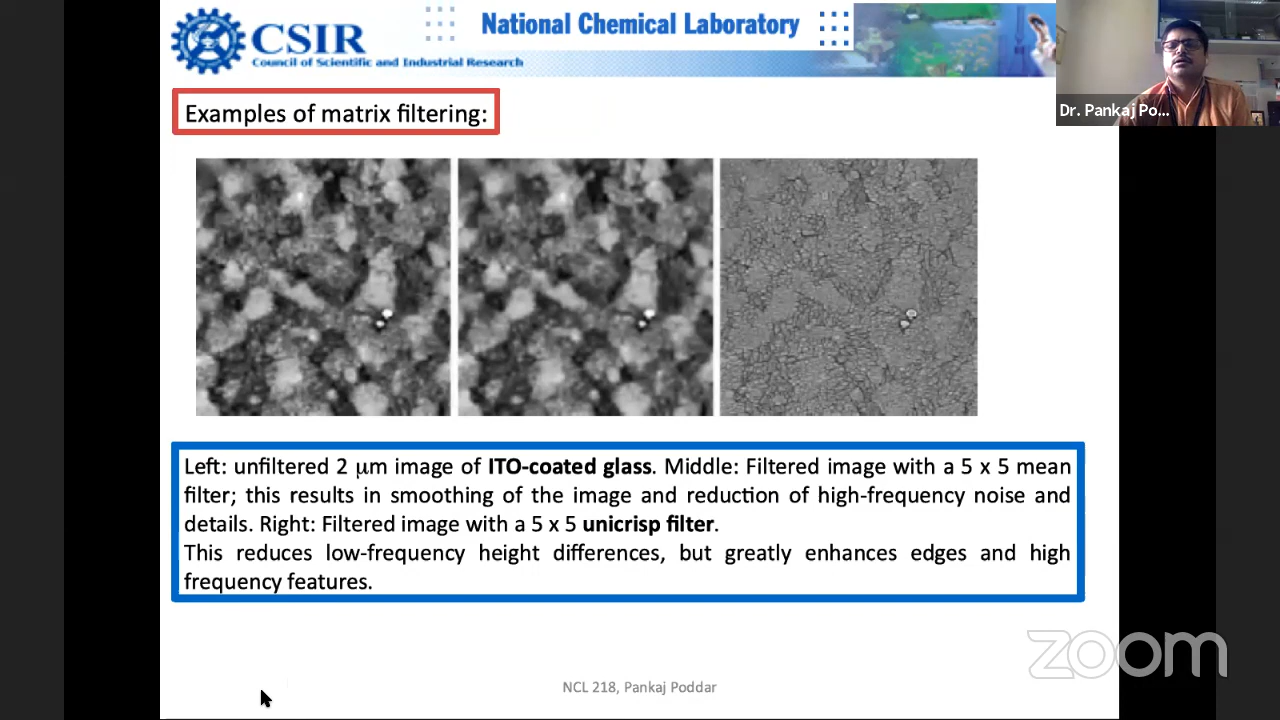 CSIR
Council of Scientific and Industrial Research
National Chemical Laboratory
Dr. Pankaj Po...
Examples of matrix filtering:
Left: unfiltered 2 μm image of ITO-coated glass. Middle: Filtered image with a 5 x 5 mean
filter; this results in smoothing of the image and reduction of high-frequency noise and
details. Right: Filtered image with a 5 x 5 unicrisp filter.
This reduces low-frequency height differences, but greatly enhances edges and high
frequency features.
zoom
NCL 218, Pankaj Poddar